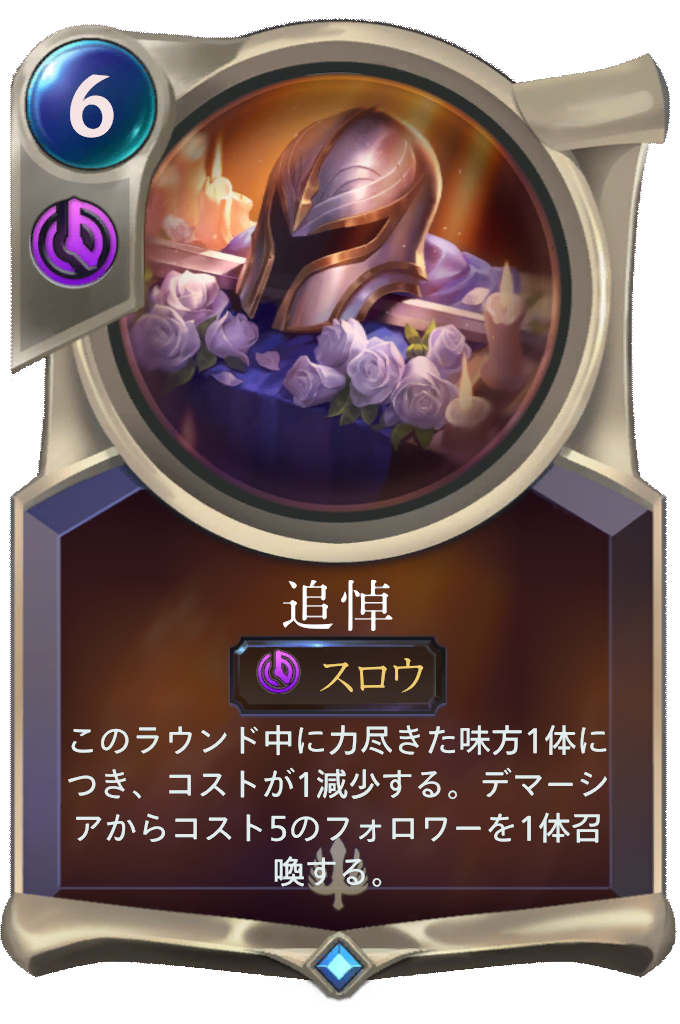 6
追悼
スロウ
このラウンド中に力尽きた味方1体に
つき、コストが1減少する。デマーシ
アからコスト5のフォロワーを1体召
喚する。